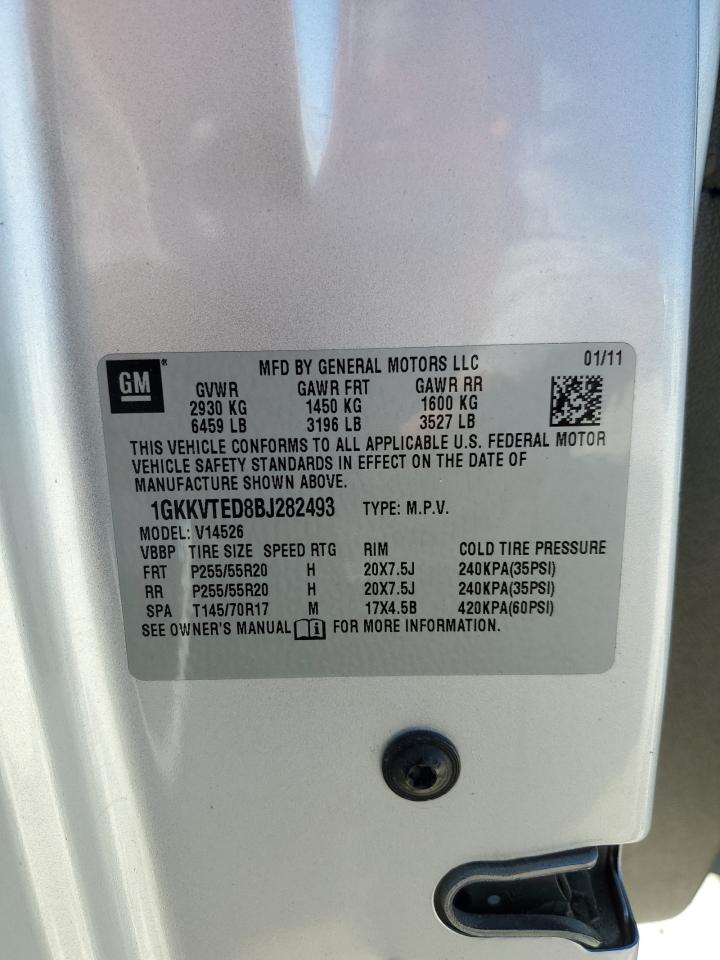 GM®
MFD BY GENERAL MOTORS LLC 01/11
GVWR GAWR FRT GAWR RR
2930 KG 1450 KG 1600 KG
6459 LB 3196 LB 3527 LB
THIS VEHICLE CONFORMS TO ALL APPLICABLE U.S. FEDERAL MOTOR
VEHICLE SAFETY STANDARDS IN EFFECT ON THE DATE OF
MANUFACTURE SHOWN ABOVE.
1GKKVTED8BJ282493 TYPE: M.P.V.
MODEL: V14526
VBBP TIRE SIZE SPEED RTG RIM COLD TIRE PRESSURE
FRT P255/55R20 H 20X7.5J 240KPA(35PSI)
RR P255/55R20 H 20X7.5J 240KPA(35PSI)
SPA T145/70R17 M 17X4.5B 420KPA(60PSI)
SEE OWNER'S MANUAL i FOR MORE INFORMATION.